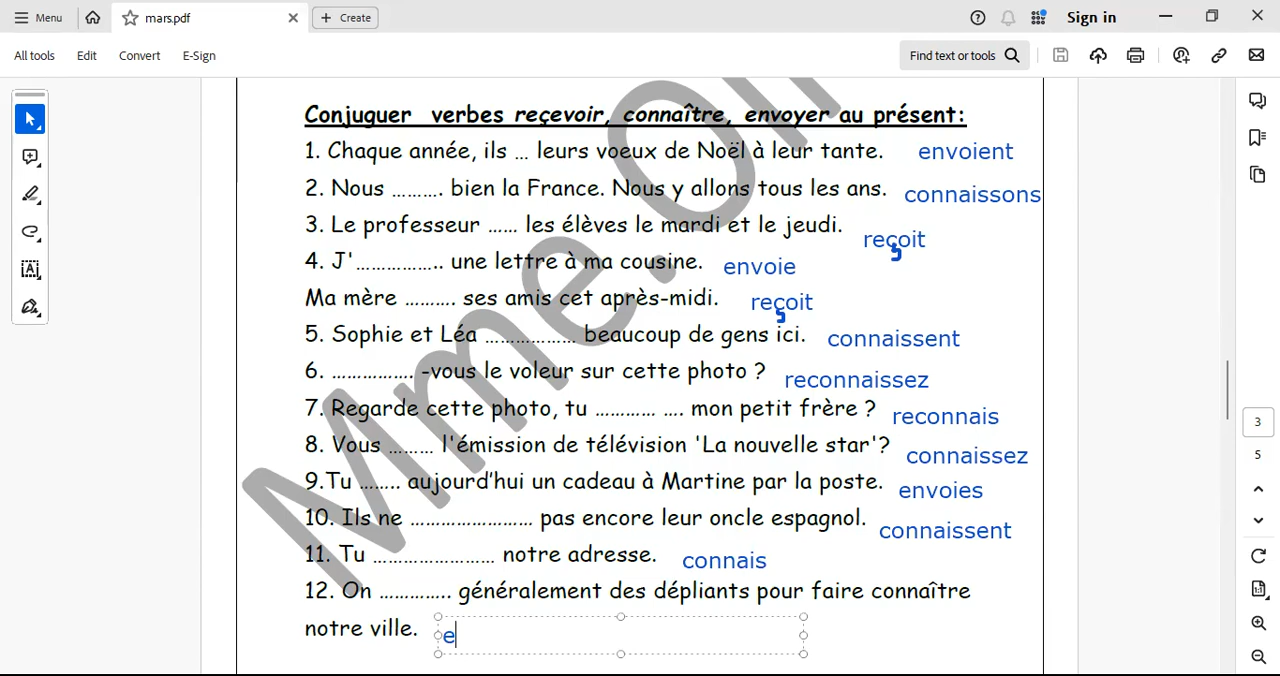 Menu mars.pdf Create Sign in
All tools Edit Convert E-Sign Find text or tools
Conjuguer verbes reçevoir, connaître, envoyer au présent:
1. Chaque année, ils ... leurs voeux de Noël à leur tante. envoient
2. Nous ………. bien la France. Nous y allons tous les ans. connaissons
3. Le professeur …… les élèves le mardi et le jeudi. reçoit
4. J'…………….. une lettre à ma cousine. envoie
Ma mère ………. ses amis cet après-midi. reçoit
5. Sophie et Léa ……………… beaucoup de gens ici. connaissent
6. ……………. -vous le voleur sur cette photo ? reconnaissez
7. Regarde cette photo, tu ………… …. mon petit frère ? reconnais
8. Vous ……… l'émission de télévision 'La nouvelle star'? connaissez
9.Tu …….. aujourd'hui un cadeau à Martine par la poste. envoies
10. Ils ne …………………… pas encore leur oncle espagnol. connaissent
11. Tu …………………… notre adresse. connais
12. On ………….. généralement des dépliants pour faire connaître
notre ville. e
3
5
Mme.On